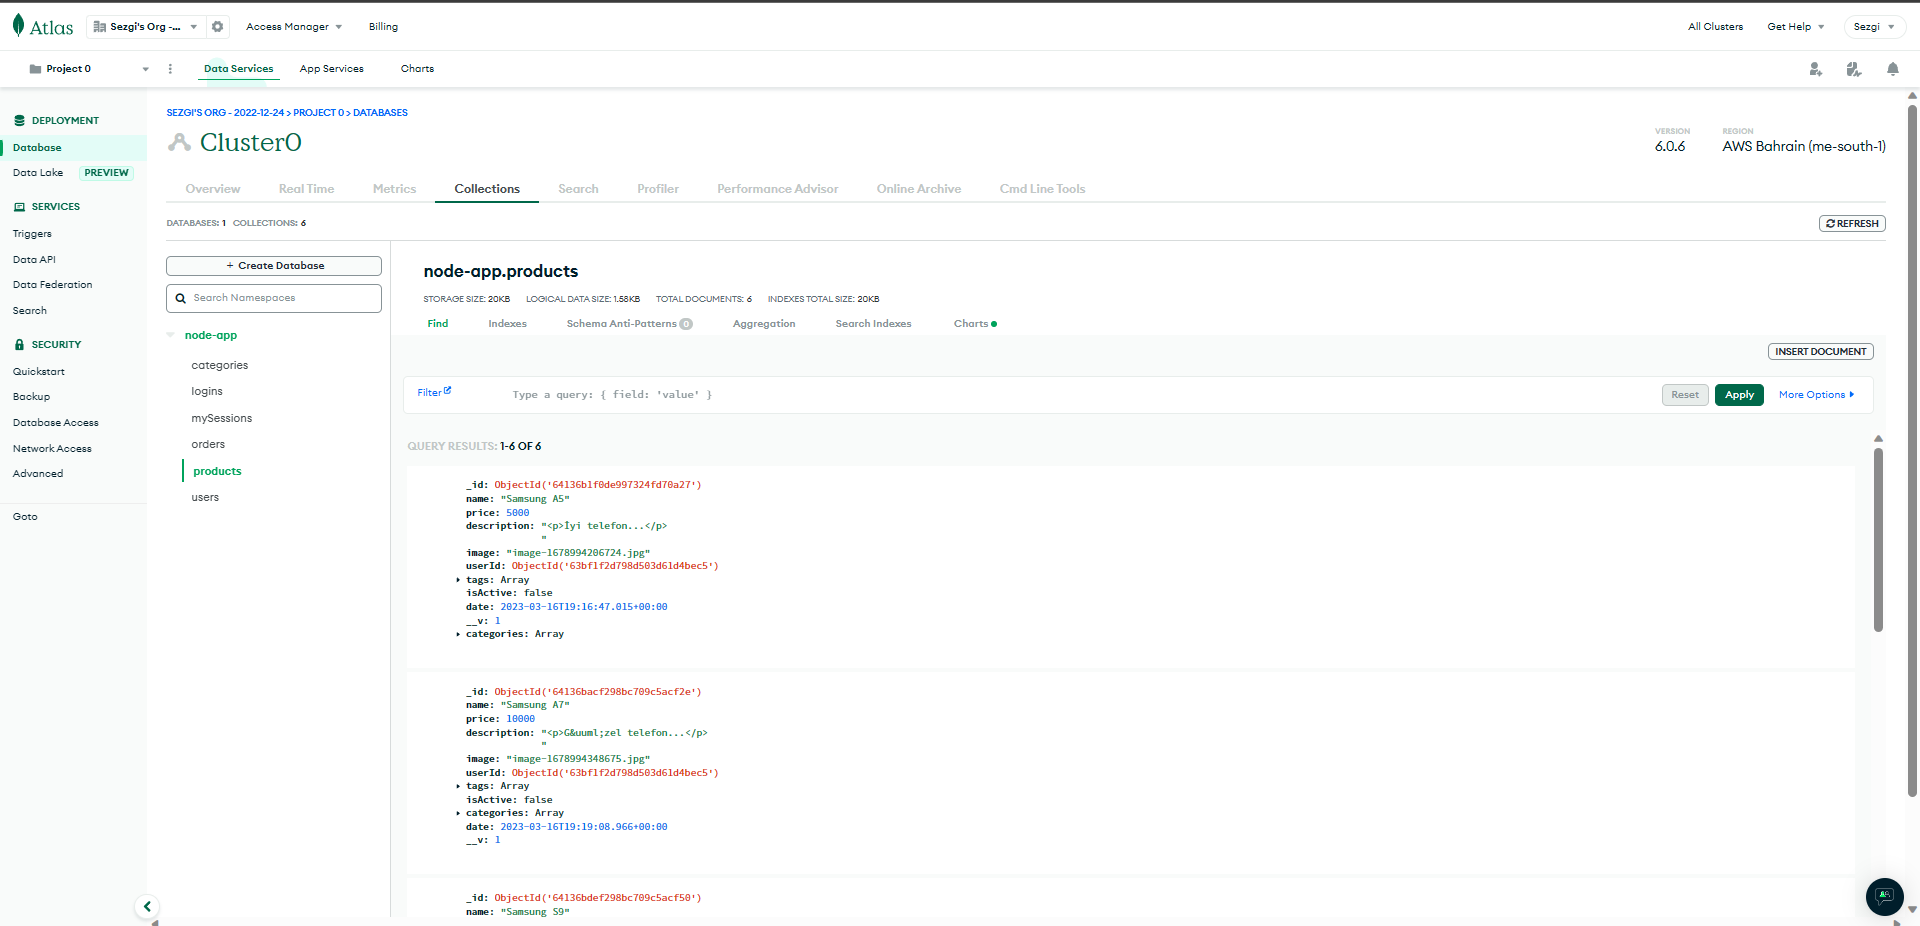 Atlas
Sezgi's Org -...
Access Manager
Billing
All Clusters
Get Help
Sezgi
Project 0
Data Services
App Services
Charts
DEPLOYMENT
Database
Data Lake PREVIEW
SERVICES
Triggers
Data API
Data Federation
Search
SECURITY
Quickstart
Backup
Database Access
Network Access
Advanced
Goto
SEZGI'S ORG - 2022-12-24 > PROJECT 0 > DATABASES
Cluster0
VERSION
6.0.6
REGION
AWS Bahrain (me-south-1)
Overview
Real Time
Metrics
Collections
Search
Profiler
Performance Advisor
Online Archive
Cmd Line Tools
DATABASES: 1 COLLECTIONS: 6
REFRESH
+ Create Database
Search Namespaces
node-app
categories
logins
mySessions
orders
products
users
node-app.products
STORAGE SIZE: 20KB LOGICAL DATA SIZE: 1.58KB TOTAL DOCUMENTS: 6 INDEXES TOTAL SIZE: 20KB
Find
Indexes
Schema Anti-Patterns 0
Aggregation
Search Indexes
Charts
INSERT DOCUMENT
Filter
Type a query: { field: 'value' }
Reset
Apply
More Options
QUERY RESULTS: 1-6 OF 6
_id: ObjectId('64136b1f0de997324fd70a27')
name: "Samsung A5"
price: 5000
description: "<p>İyi telefon...</p>
"
image: "image-1678994206724.jpg"
userId: ObjectId('63bf1f2d798d503d61d4bec5')
tags: Array
isActive: false
date: 2023-03-16T19:16:47.015+00:00
__v: 1
categories: Array
_id: ObjectId('64136bacf298bc709c5acf2e')
name: "Samsung A7"
price: 10000
description: "<p>G&uuml;zel telefon...</p>
"
image: "image-1678994348675.jpg"
userId: ObjectId('63bf1f2d798d503d61d4bec5')
tags: Array
isActive: false
categories: Array
date: 2023-03-16T19:19:08.966+00:00
__v: 1
_id: ObjectId('64136bdef298bc709c5acf50')
name: "Samsung S9"